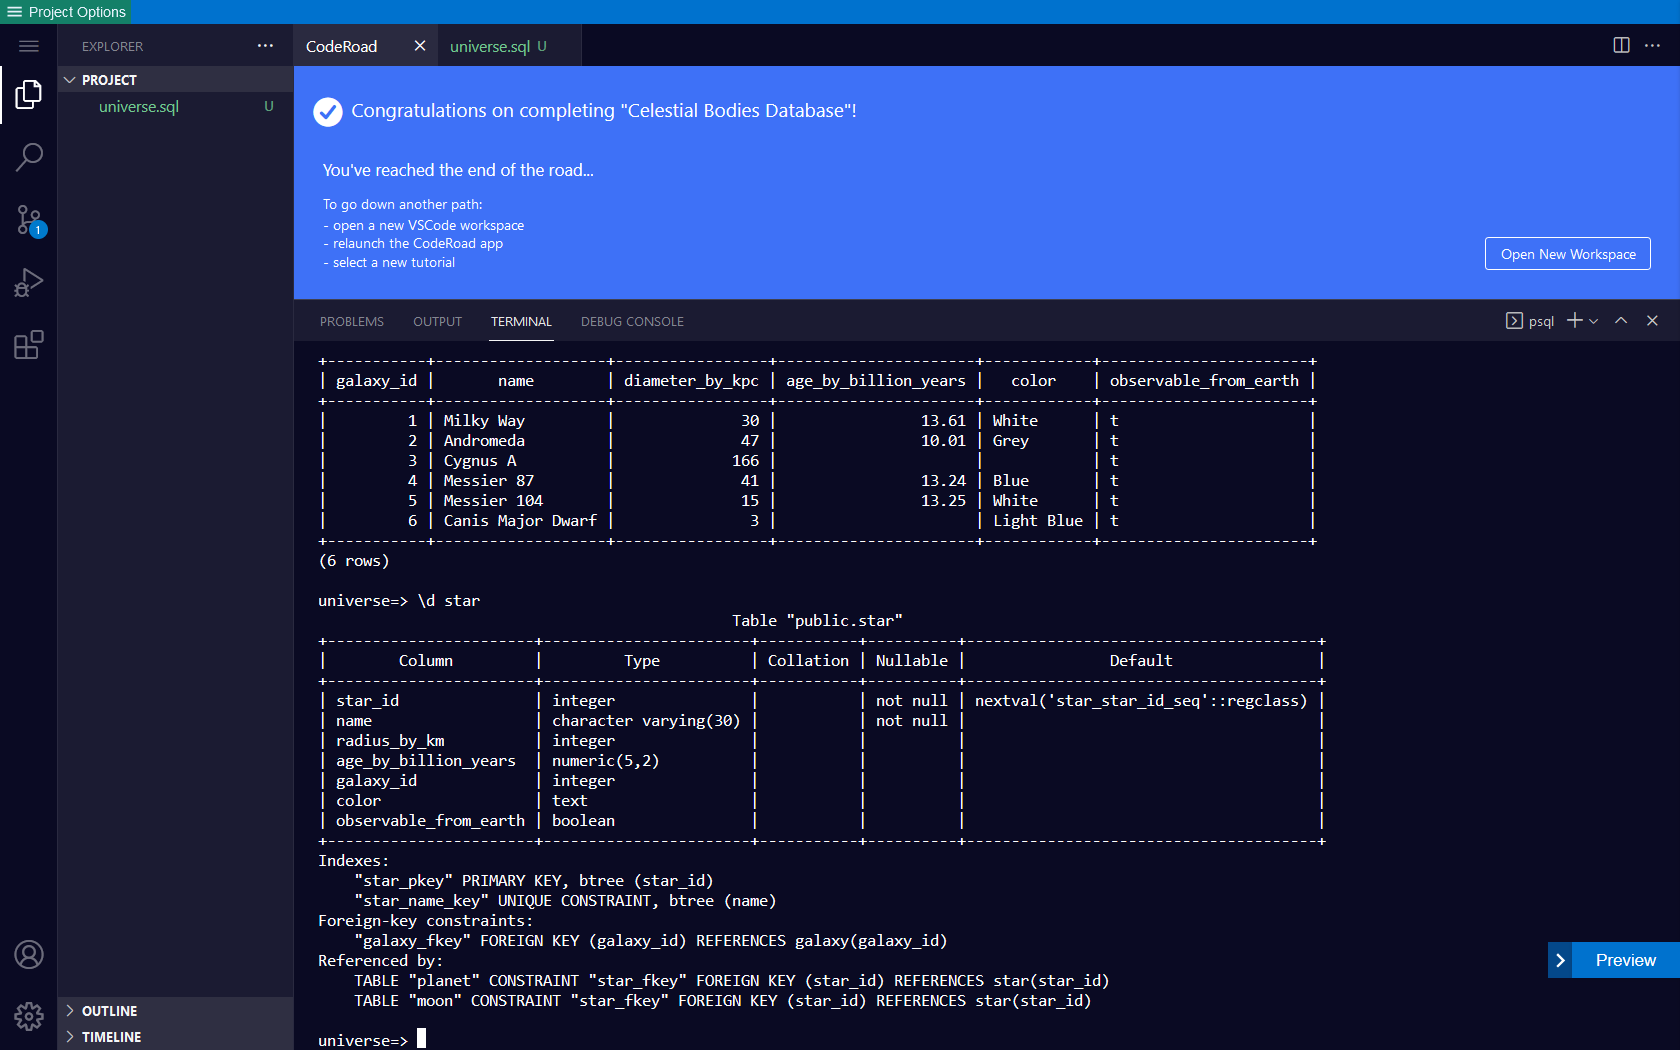 Project Options
EXPLORER
CodeRoad
universe.sql U
PROJECT
universe.sql U
1
Congratulations on completing "Celestial Bodies Database"!
You've reached the end of the road...
To go down another path:
- open a new VSCode workspace
- relaunch the CodeRoad app
- select a new tutorial
Open New Workspace
PROBLEMS OUTPUT TERMINAL DEBUG CONSOLE
psql
+-----------+-------------------+-----------------+----------------------+------------+-----------------------+
| galaxy_id |       name        | diameter_by_kpc | age_by_billion_years |   color    | observable_from_earth |
+-----------+-------------------+-----------------+----------------------+------------+-----------------------+
|         1 | Milky Way         |              30 |                13.61 | White      | t                     |
|         2 | Andromeda         |              47 |                10.01 | Grey       | t                     |
|         3 | Cygnus A          |             166 |                      |            | t                     |
|         4 | Messier 87        |              41 |                13.24 | Blue       | t                     |
|         5 | Messier 104       |              15 |                13.25 | White      | t                     |
|         6 | Canis Major Dwarf |               3 |                      | Light Blue | t                     |
+-----------+-------------------+-----------------+----------------------+------------+-----------------------+
(6 rows)
universe=> \d star
Table "public.star"
+-----------------------+-----------------------+-----------+----------+---------------------------------------+
|        Column         |         Type          | Collation | Nullable |                Default                |
+-----------------------+-----------------------+-----------+----------+---------------------------------------+
| star_id               | integer               |           | not null | nextval('star_star_id_seq'::regclass) |
| name                  | character varying(30) |           | not null |                                       |
| radius_by_km          | integer               |           |          |                                       |
| age_by_billion_years  | numeric(5,2)          |           |          |                                       |
| galaxy_id             | integer               |           |          |                                       |
| color                 | text                  |           |          |                                       |
| observable_from_earth | boolean               |           |          |                                       |
+-----------------------+-----------------------+-----------+----------+---------------------------------------+
Indexes:
"star_pkey" PRIMARY KEY, btree (star_id)
"star_name_key" UNIQUE CONSTRAINT, btree (name)
Foreign-key constraints:
"galaxy_fkey" FOREIGN KEY (galaxy_id) REFERENCES galaxy(galaxy_id)
Referenced by:
TABLE "planet" CONSTRAINT "star_fkey" FOREIGN KEY (star_id) REFERENCES star(star_id)
TABLE "moon" CONSTRAINT "star_fkey" FOREIGN KEY (star_id) REFERENCES star(star_id)
universe=>
Preview
OUTLINE
TIMELINE